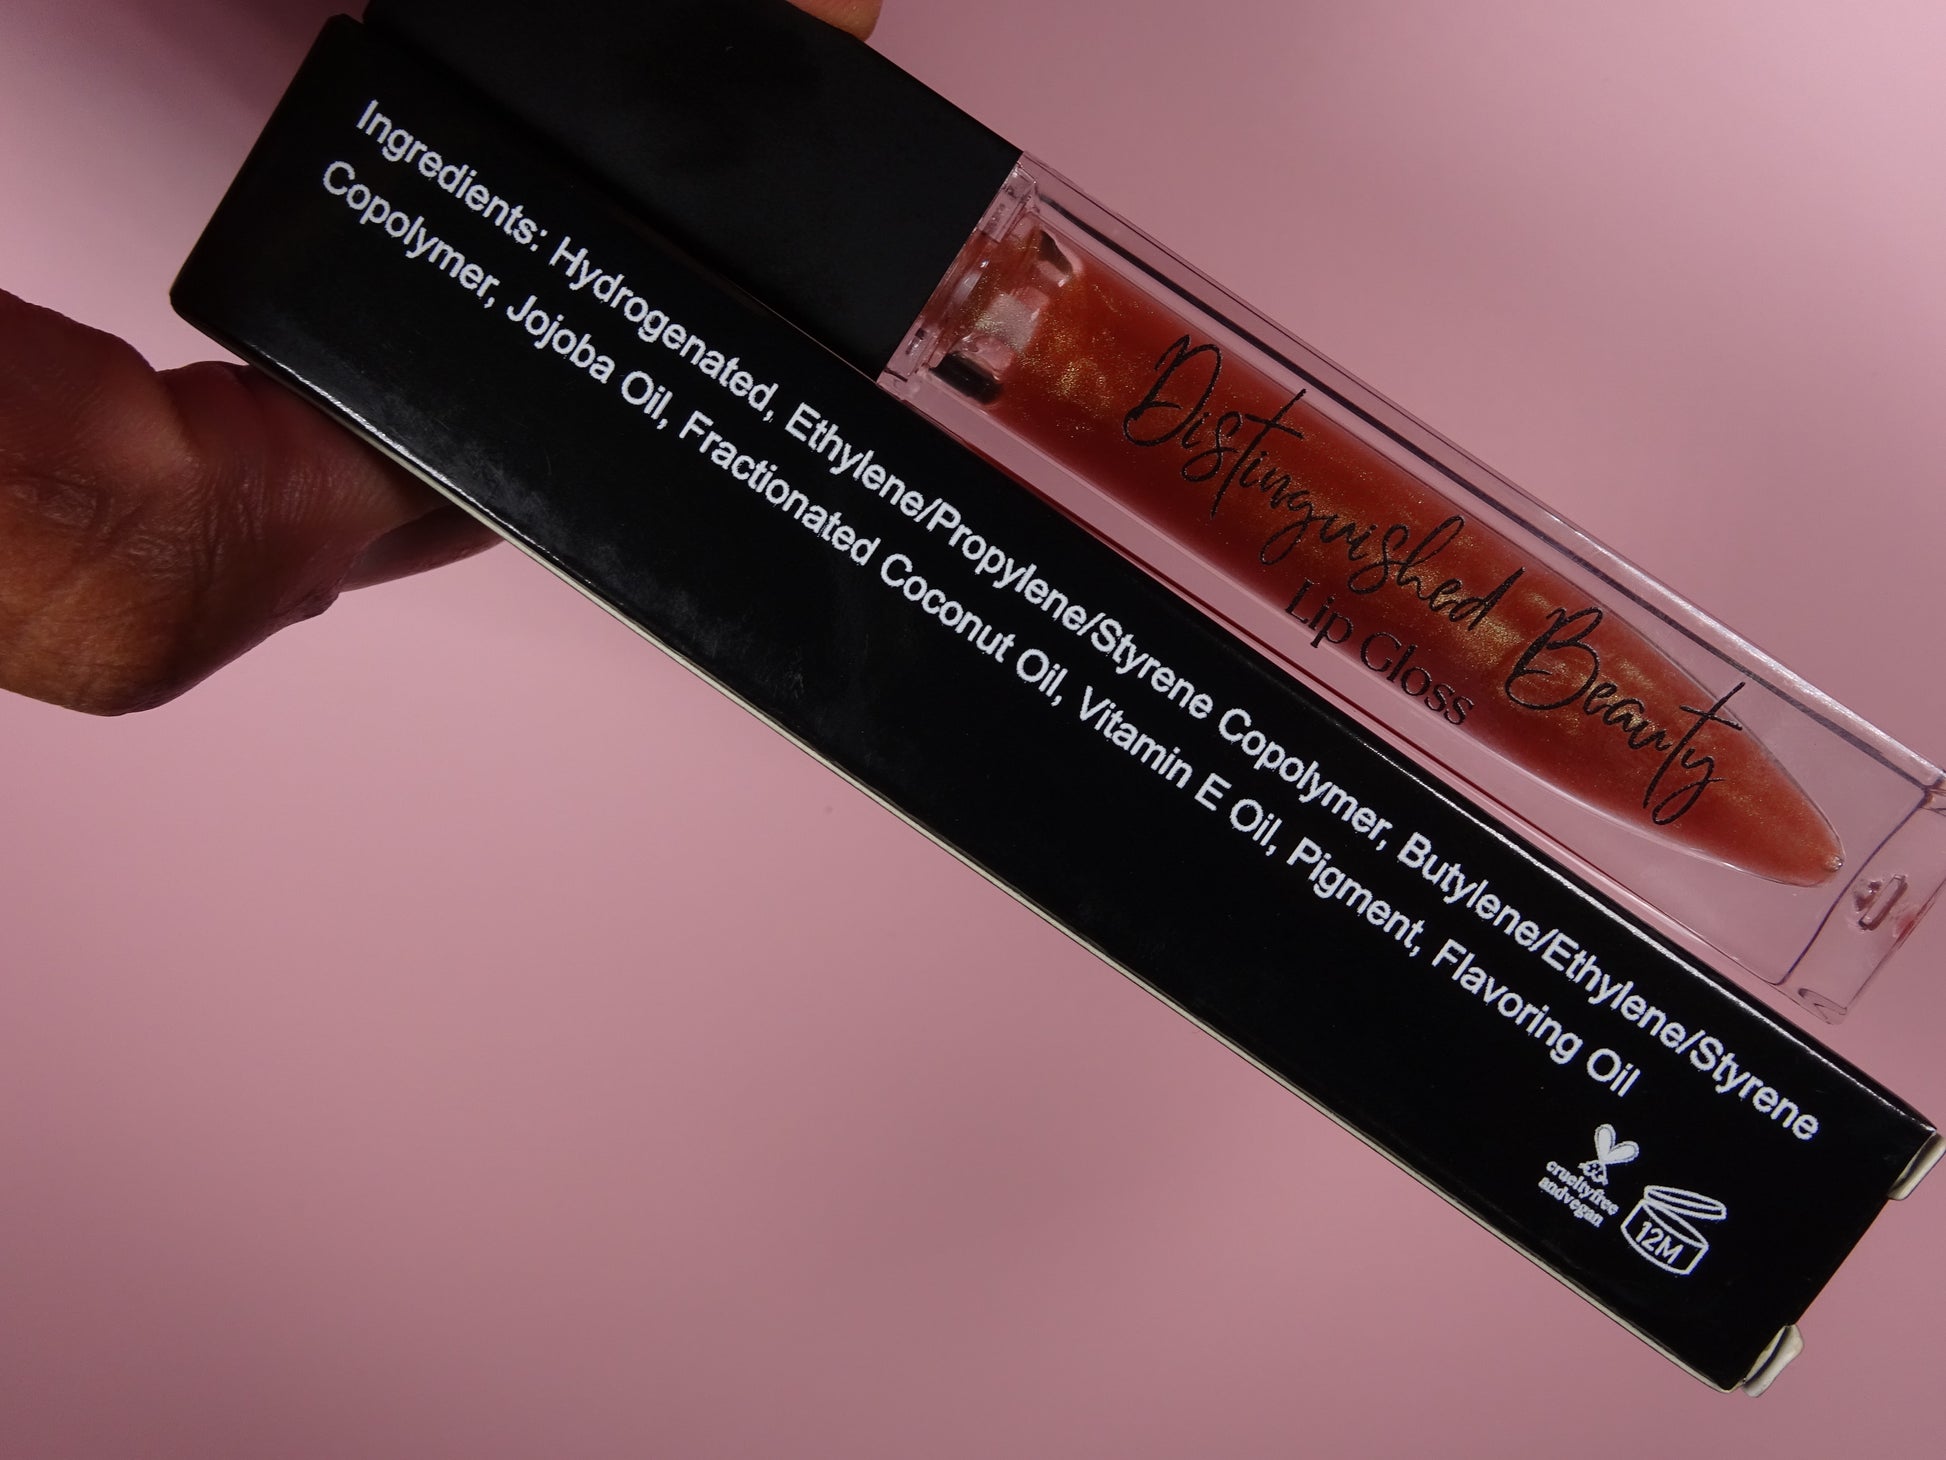 Ingredients: Hydrogenated, Ethylene/Propylene/Styrene Copolymer, Butylene/Ethylene/Styrene
Copolymer, Jojoba Oil, Fractionated Coconut Oil, Vitamin E Oil, Pigment, Flavoring Oil
crueltyfree
andvegan
12M
Distinguished Beauty
Lip Gloss